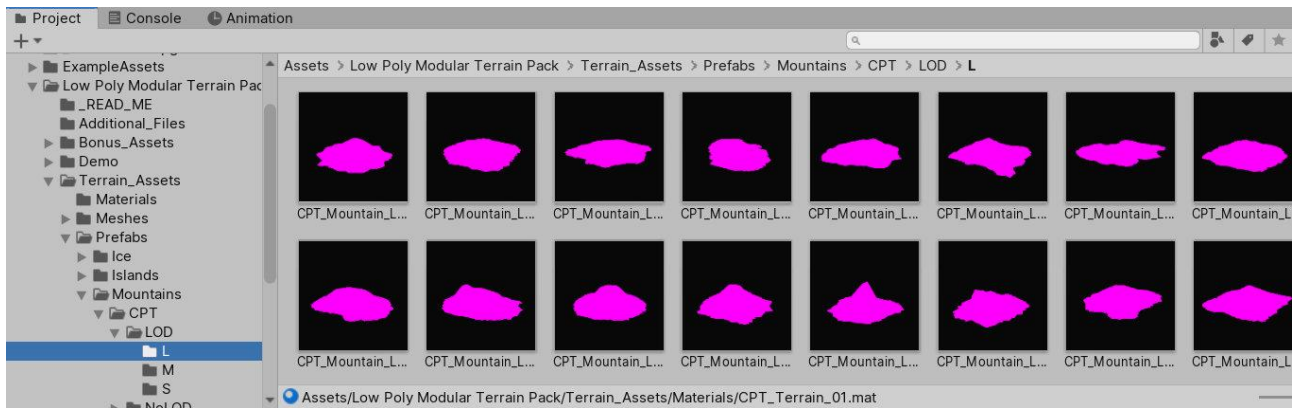 Project Console Animation
ExampleAssets
Low Poly Modular Terrain Pac
_READ_ME
Additional_Files
Bonus_Assets
Demo
Terrain_Assets
Materials
Meshes
Prefabs
Ice
Islands
Mountains
CPT
LOD
L
M
S
NoLOD
Assets > Low Poly Modular Terrain Pack > Terrain_Assets > Prefabs > Mountains > CPT > LOD > L
CPT_Mountain_L... CPT_Mountain_L... CPT_Mountain_L... CPT_Mountain_L... CPT_Mountain_L... CPT_Mountain_L... CPT_Mountain_L... CPT_Mountain_L
CPT_Mountain_L... CPT_Mountain_L... CPT_Mountain_L... CPT_Mountain_L... CPT_Mountain_L... CPT_Mountain_L... CPT_Mountain_L... CPT_Mountain_L
Assets/Low Poly Modular Terrain Pack/Terrain_Assets/Materials/CPT_Terrain_01.mat